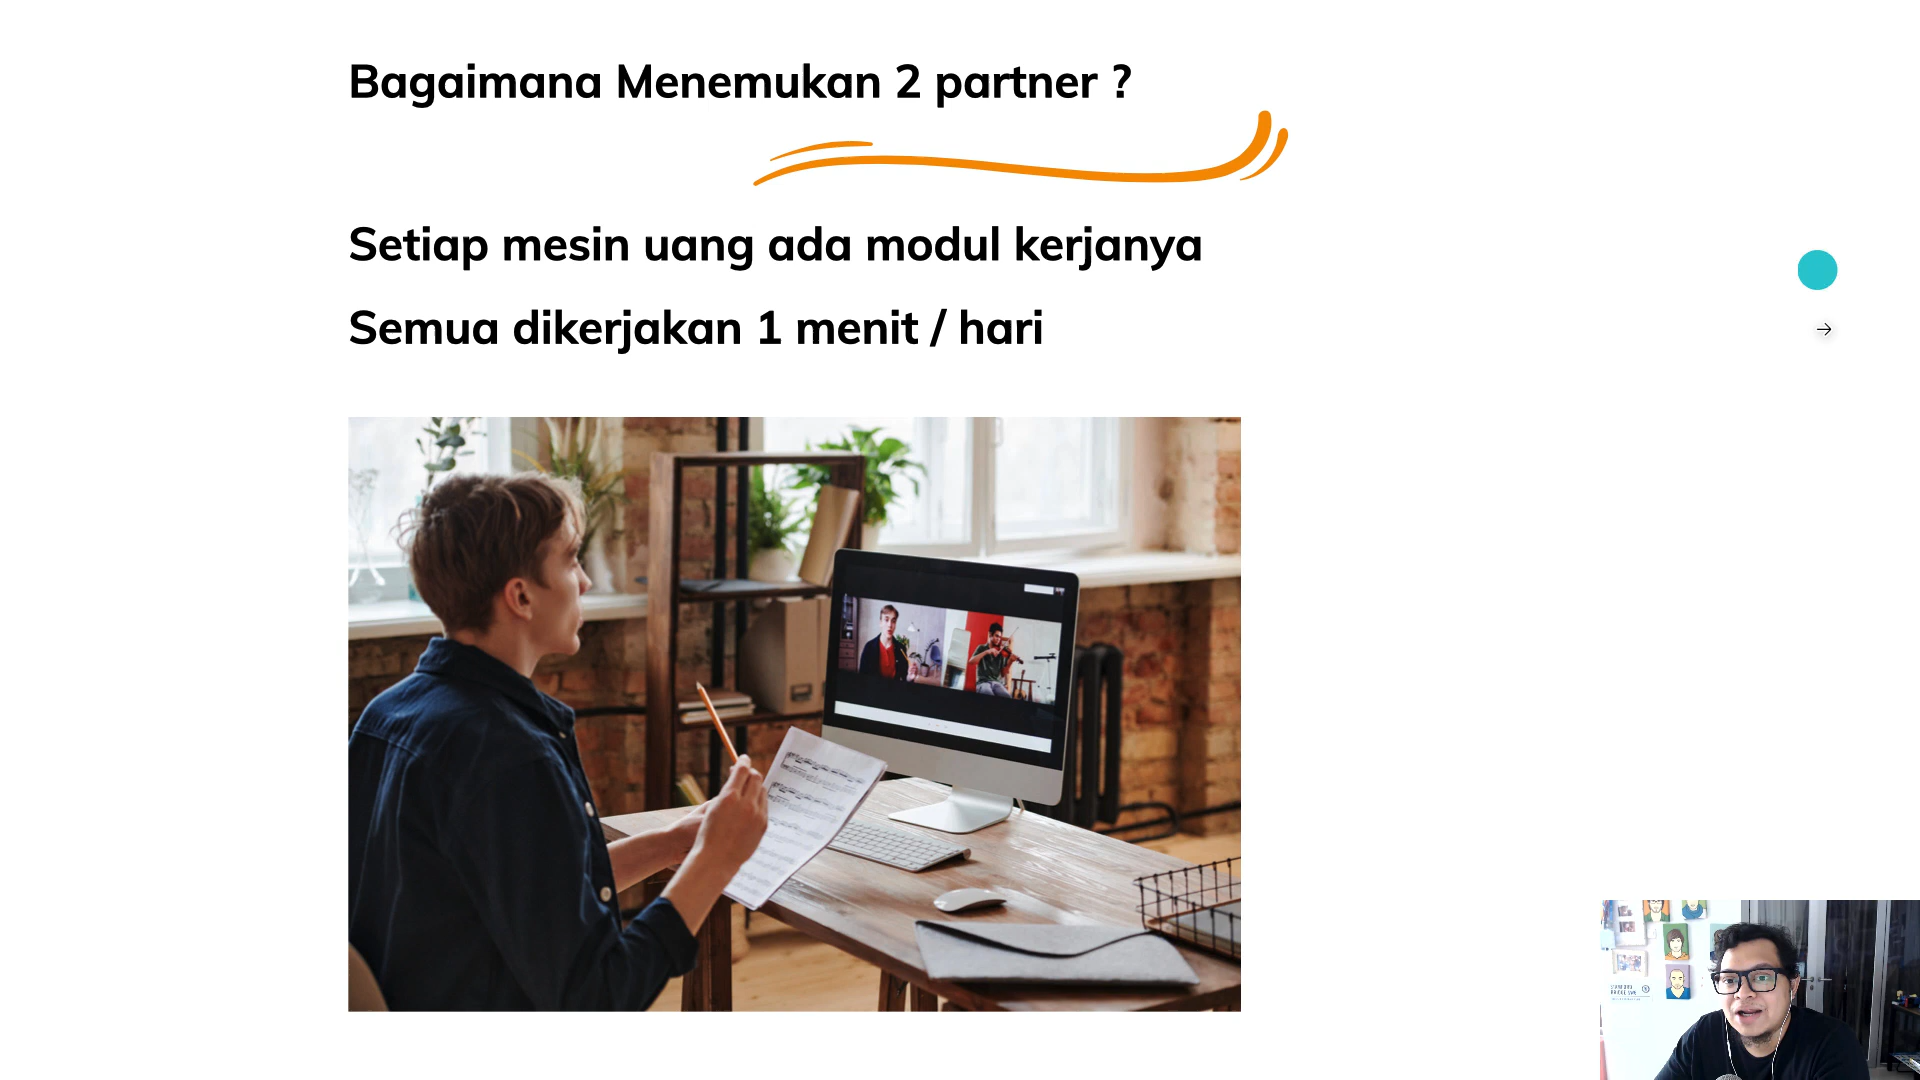 Bagaimana Menemukan 2 partner ?
Setiap mesin uang ada modul kerjanya
Semua dikerjakan 1 menit / hari